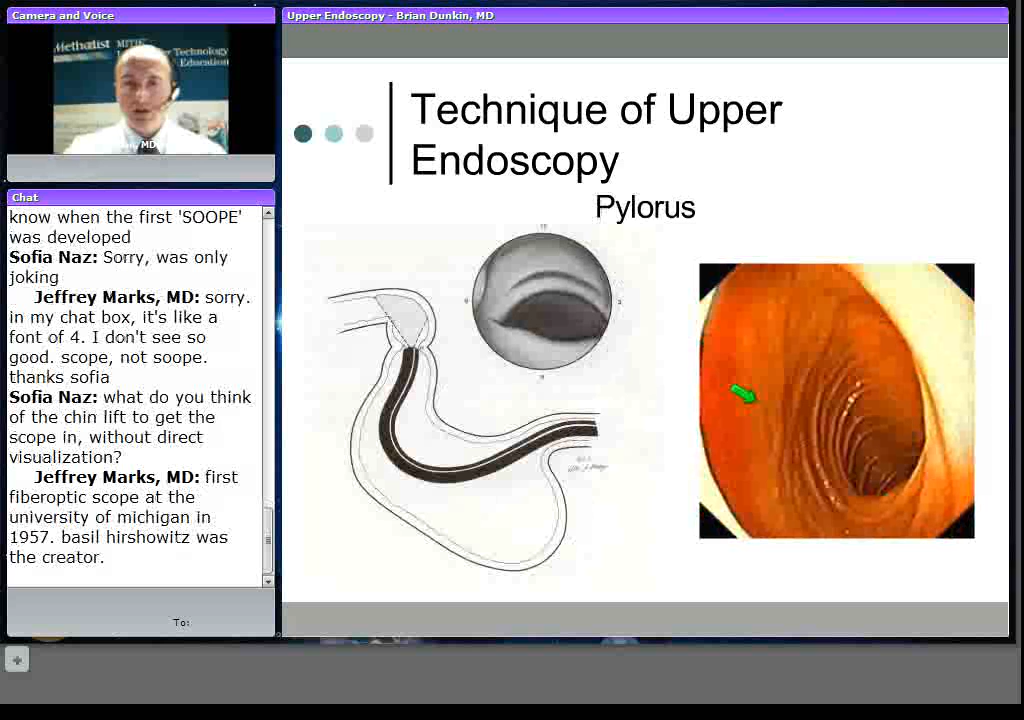 Camera and Voice
Methodist MITIE
Technology
Education
MD
Chat
know when the first 'SOOPE'
was developed
Sofia Naz: Sorry, was only
joking
Jeffrey Marks, MD: sorry.
in my chat box, it's like a
font of 4. I don't see so
good. scope, not soope.
thanks sofia
Sofia Naz: what do you think
of the chin lift to get the
scope in, without direct
visualization?
Jeffrey Marks, MD: first
fiberoptic scope at the
university of michigan in
1957. basil hirshowitz was
the creator.
To:
Upper Endoscopy - Brian Dunkin, MD
Technique of Upper
Endoscopy
Pylorus
12
3